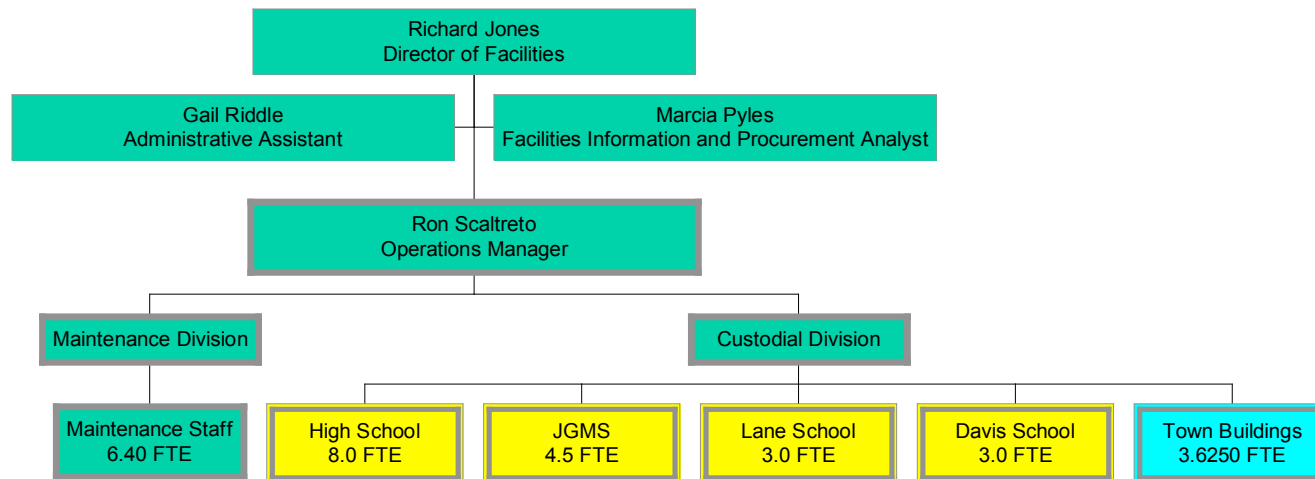 Richard Jones
Director of Facilities
Gail Riddle
Administrative Assistant
Marcia Pyles
Facilities Information and Procurement Analyst
Ron Scaltreto
Operations Manager
Maintenance Division
Custodial Division
Maintenance Staff
6.40 FTE
High School
8.0 FTE
JGMS
4.5 FTE
Lane School
3.0 FTE
Davis School
3.0 FTE
Town Buildings
3.6250 FTE